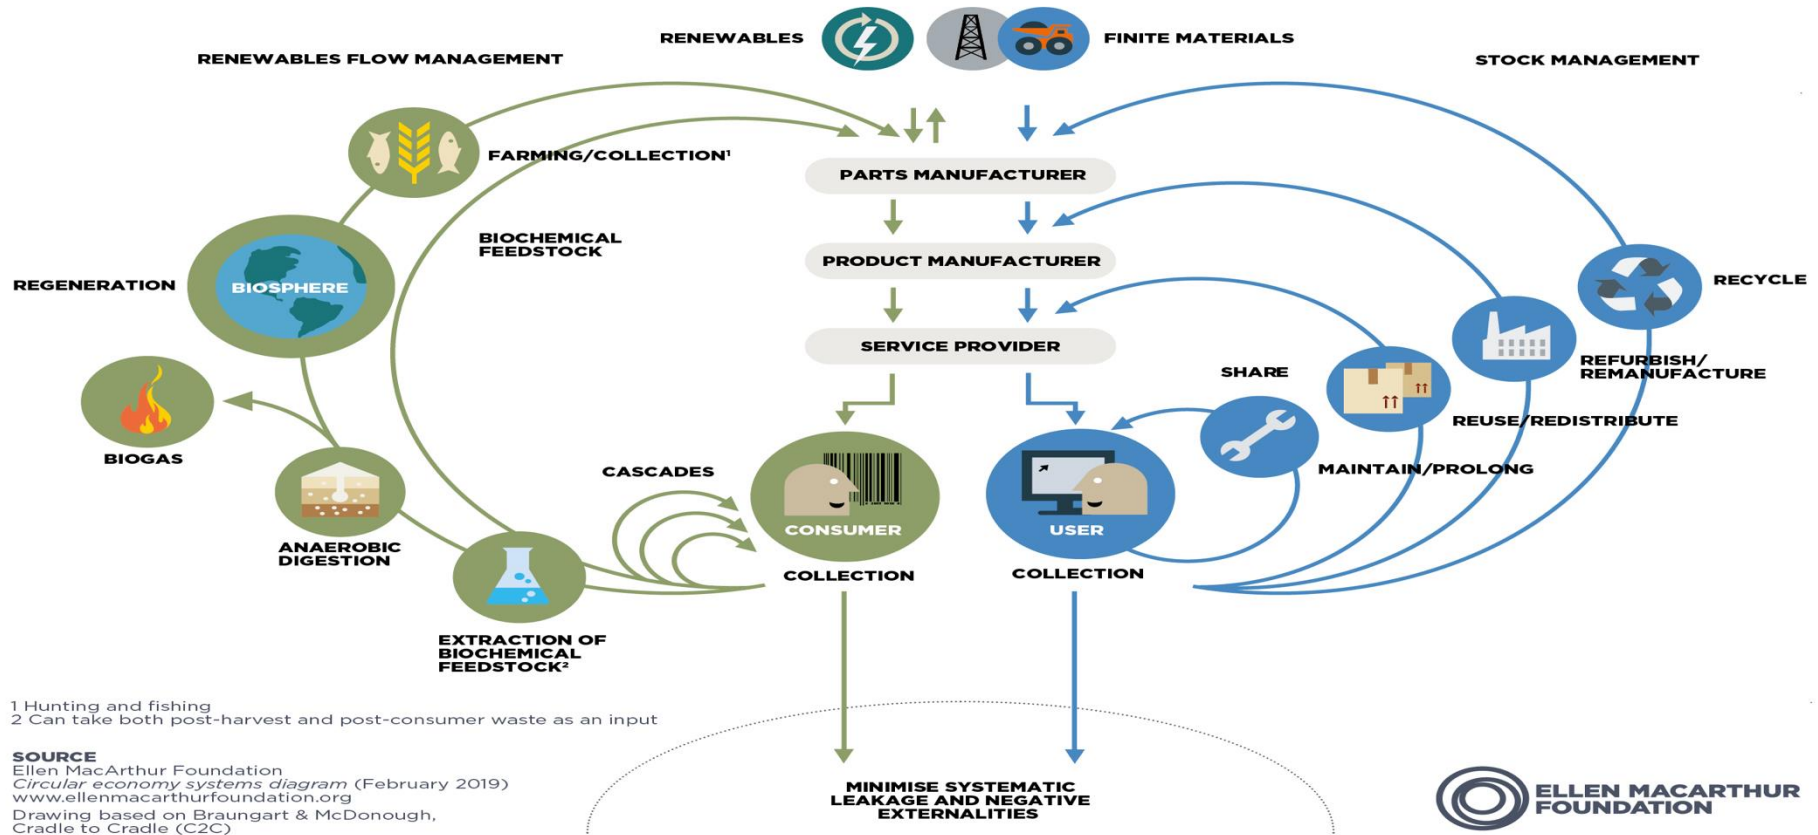 RENEWABLES
FINITE MATERIALS
RENEWABLES FLOW MANAGEMENT
STOCK MANAGEMENT
FARMING/COLLECTION¹
PARTS MANUFACTURER
BIOCHEMICAL
FEEDSTOCK
PRODUCT MANUFACTURER
REGENERATION
BIOSPHERE
RECYCLE
SERVICE PROVIDER
SHARE
REFURBISH/
REMANUFACTURE
REUSE/REDISTRIBUTE
BIOGAS
CASCADES
MAINTAIN/PROLONG
CONSUMER
USER
ANAEROBIC
DIGESTION
COLLECTION
COLLECTION
EXTRACTION OF
BIOCHEMICAL
FEEDSTOCK²
1 Hunting and fishing
2 Can take both post-harvest and post-consumer waste as an input
SOURCE
Ellen MacArthur Foundation
Circular economy systems diagram (February 2019)
www.ellenmacarthurfoundation.org
Drawing based on Braungart & McDonough,
Cradle to Cradle (C2C)
MINIMISE SYSTEMATIC
LEAKAGE AND NEGATIVE
EXTERNALITIES
ELLEN MACARTHUR
FOUNDATION